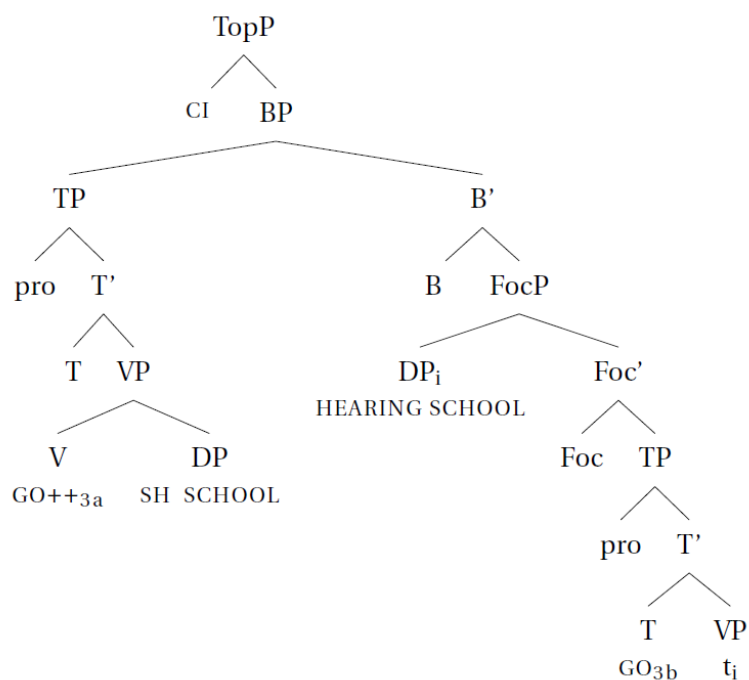 TopP
CI BP
TP B’
pro T’ B FocP
T VP DPi Foc’
HEARING SCHOOL
V DP Foc TP
GO++3a SH SCHOOL
pro T’
T VP
GO3b ti